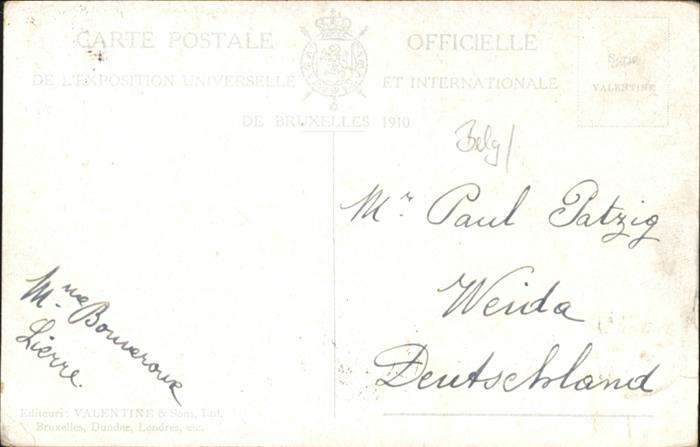 CARTE POSTALE OFFICIELLE
DE L'EXPOSITION UNIVERSELLE ET INTERNATIONALE
DE BRUXELLES 1910
Série
VALENTINE
Belg/
Mr Paul Patzig
Weida
Deutschland
Mme
Lierre.
Editeurs: VALENTINE & Sons, Ltd.
Bruxelles, Dundee, Londres, etc.